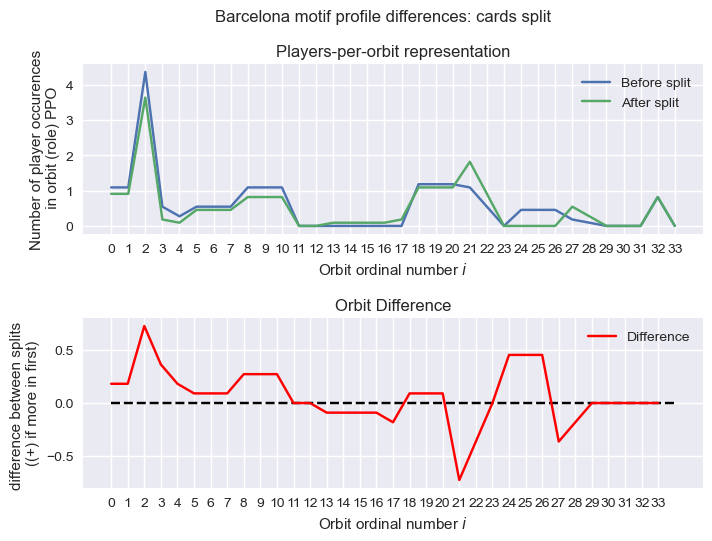 Barcelona motif profile differences: cards split
Players-per-orbit representation
Number of player occurences
in orbit (role) PPO
4
3
2
1
0
Before split
After split
0 1 2 3 4 5 6 7 8 9 10 11 12 13 14 15 16 17 18 19 20 21 22 23 24 25 26 27 28 29 30 31 32 33
Orbit ordinal number i
Orbit Difference
difference between splits
((+) if more in first)
0.5
0.0
−0.5
Difference
0 1 2 3 4 5 6 7 8 9 10 11 12 13 14 15 16 17 18 19 20 21 22 23 24 25 26 27 28 29 30 31 32 33
Orbit ordinal number i